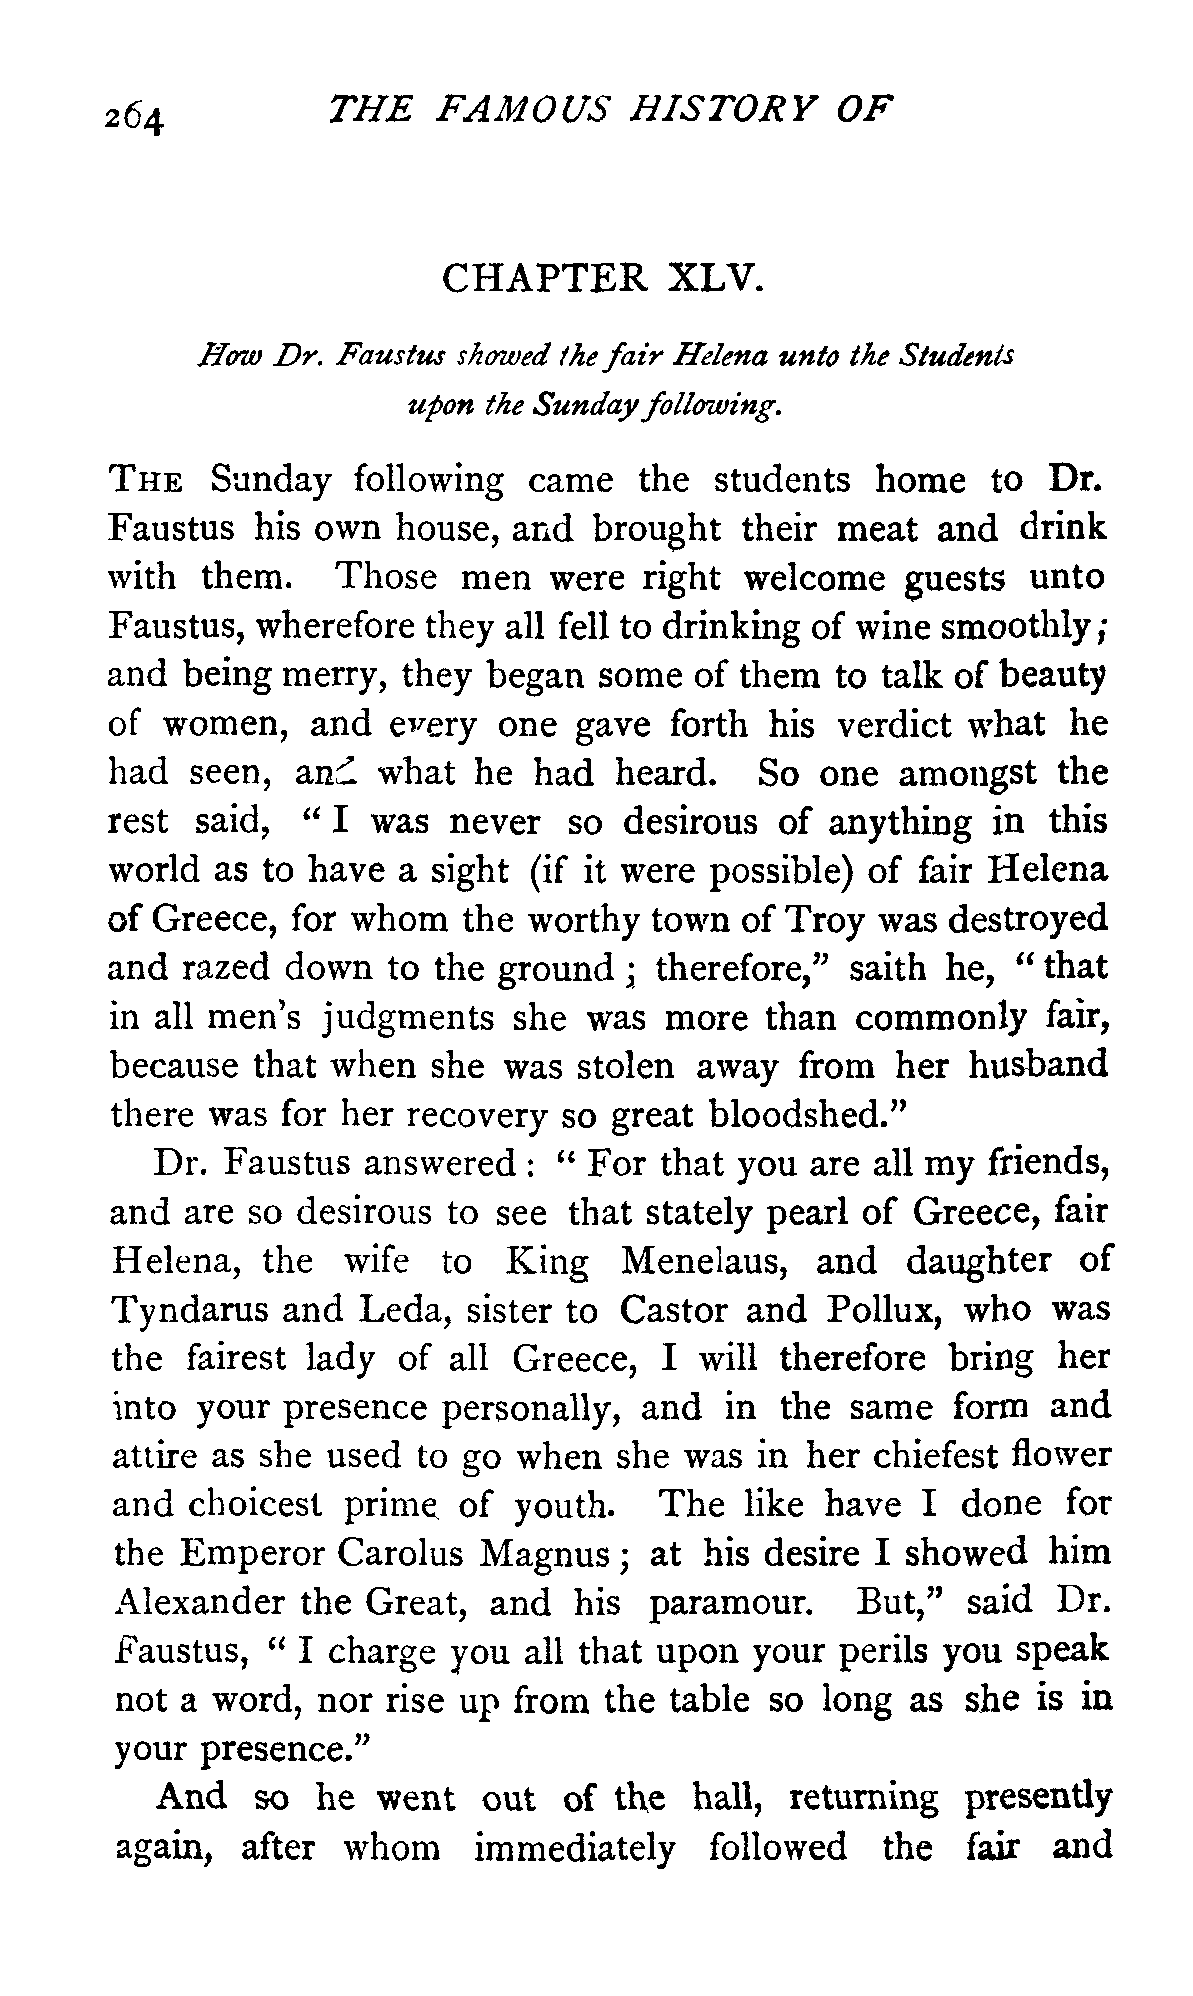 264 THE FAMOUS HISTORY OF
CHAPTER XLV.
How Dr. Faustus showed the fair Helena unto the Students
upon the Sunday following.
THE Sunday following came the students home to Dr.
Faustus his own house, and brought their meat and drink
with them. Those men were right welcome guests unto
Faustus, wherefore they all fell to drinking of wine smoothly;
and being merry, they began some of them to talk of beauty
of women, and every one gave forth his verdict what he
had seen, and what he had heard. So one amongst the
rest said, “I was never so desirous of anything in this
world as to have a sight (if it were possible) of fair Helena
of Greece, for whom the worthy town of Troy was destroyed
and razed down to the ground; therefore,” saith he, “that
in all men's judgments she was more than commonly fair,
because that when she was stolen away from her husband
there was for her recovery so great bloodshed.”
Dr. Faustus answered: “For that you are all my friends,
and are so desirous to see that stately pearl of Greece, fair
Helena, the wife to King Menelaus, and daughter of
Tyndarus and Leda, sister to Castor and Pollux, who was
the fairest lady of all Greece, I will therefore bring her
into your presence personally, and in the same form and
attire as she used to go when she was in her chiefest flower
and choicest prime of youth. The like have I done for
the Emperor Carolus Magnus; at his desire I showed him
Alexander the Great, and his paramour. But,” said Dr.
Faustus, “I charge you all that upon your perils you speak
not a word, nor rise up from the table so long as she is in
your presence.”
And so he went out of the hall, returning presently
again, after whom immediately followed the fair and